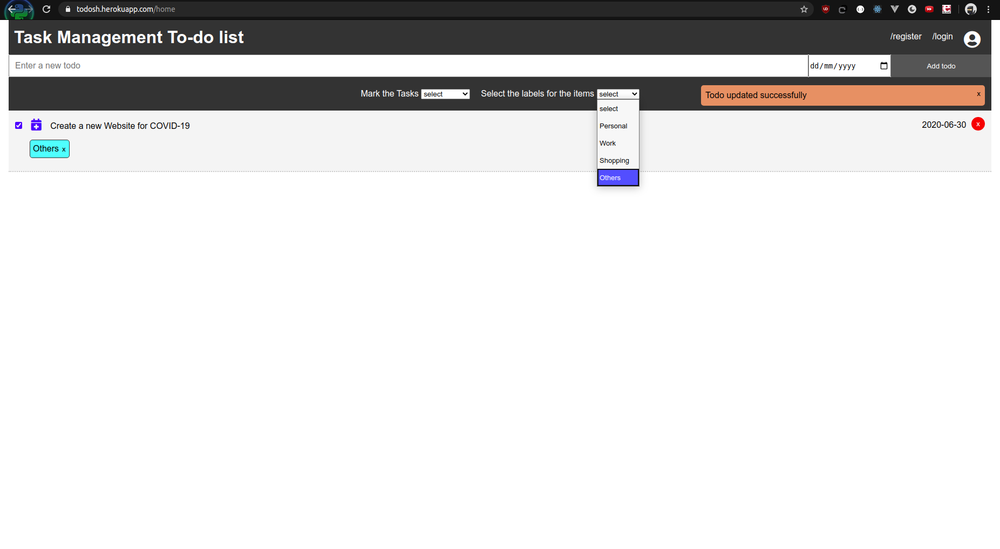 todosh.herokuapp.com/home
Task Management To-do list
/register /login
Enter a new todo
dd/mm/yyyy
Add todo
Mark the Tasks select
Select the labels for the items select
Todo updated successfully x
select
Personal
Work
Shopping
Others
Create a new Website for COVID-19
2020-06-30 x
Others x